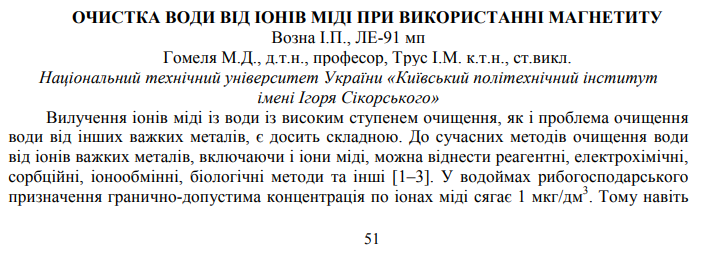 ОЧИСТКА ВОДИ ВІД ІОНІВ МІДІ ПРИ ВИКОРИСТАННІ МАГНЕТИТУ
Возна І.П., ЛЕ-91 мп
Гомеля М.Д., д.т.н., професор, Трус І.М. к.т.н., ст.викл.
Національний технічний університет України «Київський політехнічний інститут
імені Ігоря Сікорського»
Вилучення іонів міді із води із високим ступенем очищення, як і проблема очищення
води від інших важких металів, є досить складною. До сучасних методів очищення води
від іонів важких металів, включаючи і іони міді, можна віднести реагентні, електрохімічні,
сорбційні, іонообмінні, біологічні методи та інші [1–3]. У водоймах рибогосподарського
призначення гранично-допустима концентрація по іонах міді сягає 1 мкг/дм³. Тому навіть
51